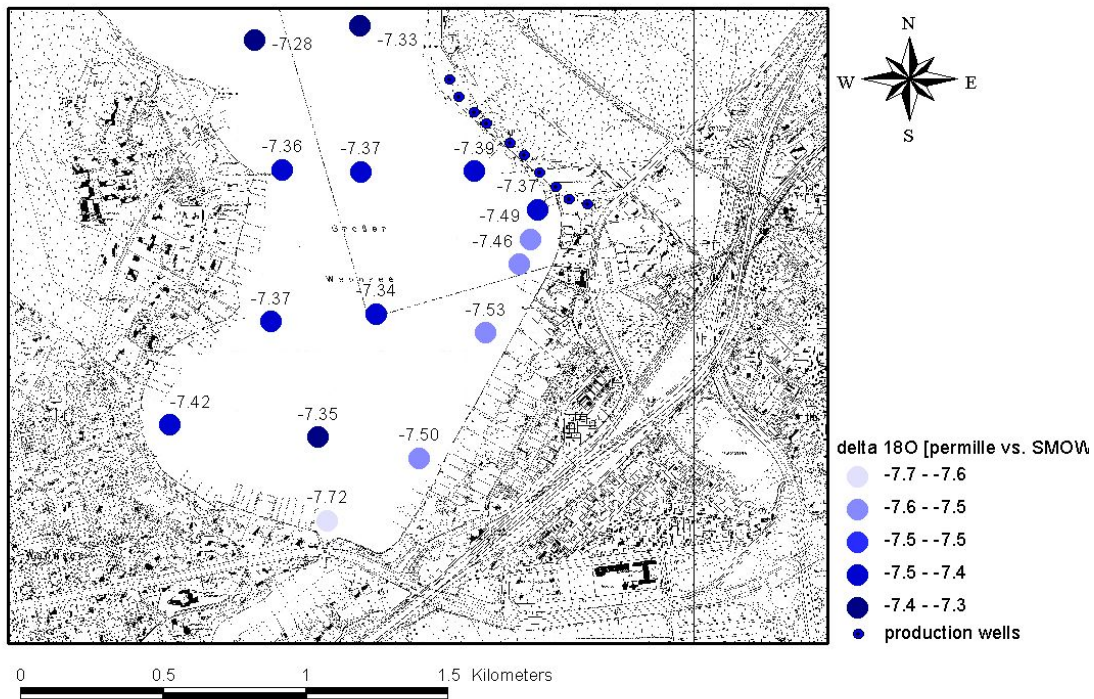 N
-7.28
-7.33
W
E
S
-7.36
-7.37
-7.39
-7.37
-7.49
Großer
-7.46
Wannsee
-7.34
-7.37
-7.53
-7.42
-7.35
-7.50
-7.72
Wannsee
delta 18O [permille vs. SMOW
-7.7 - -7.6
-7.6 - -7.5
-7.5 - -7.5
-7.5 - -7.4
-7.4 - -7.3
production wells
0 0.5 1 1.5 Kilometers